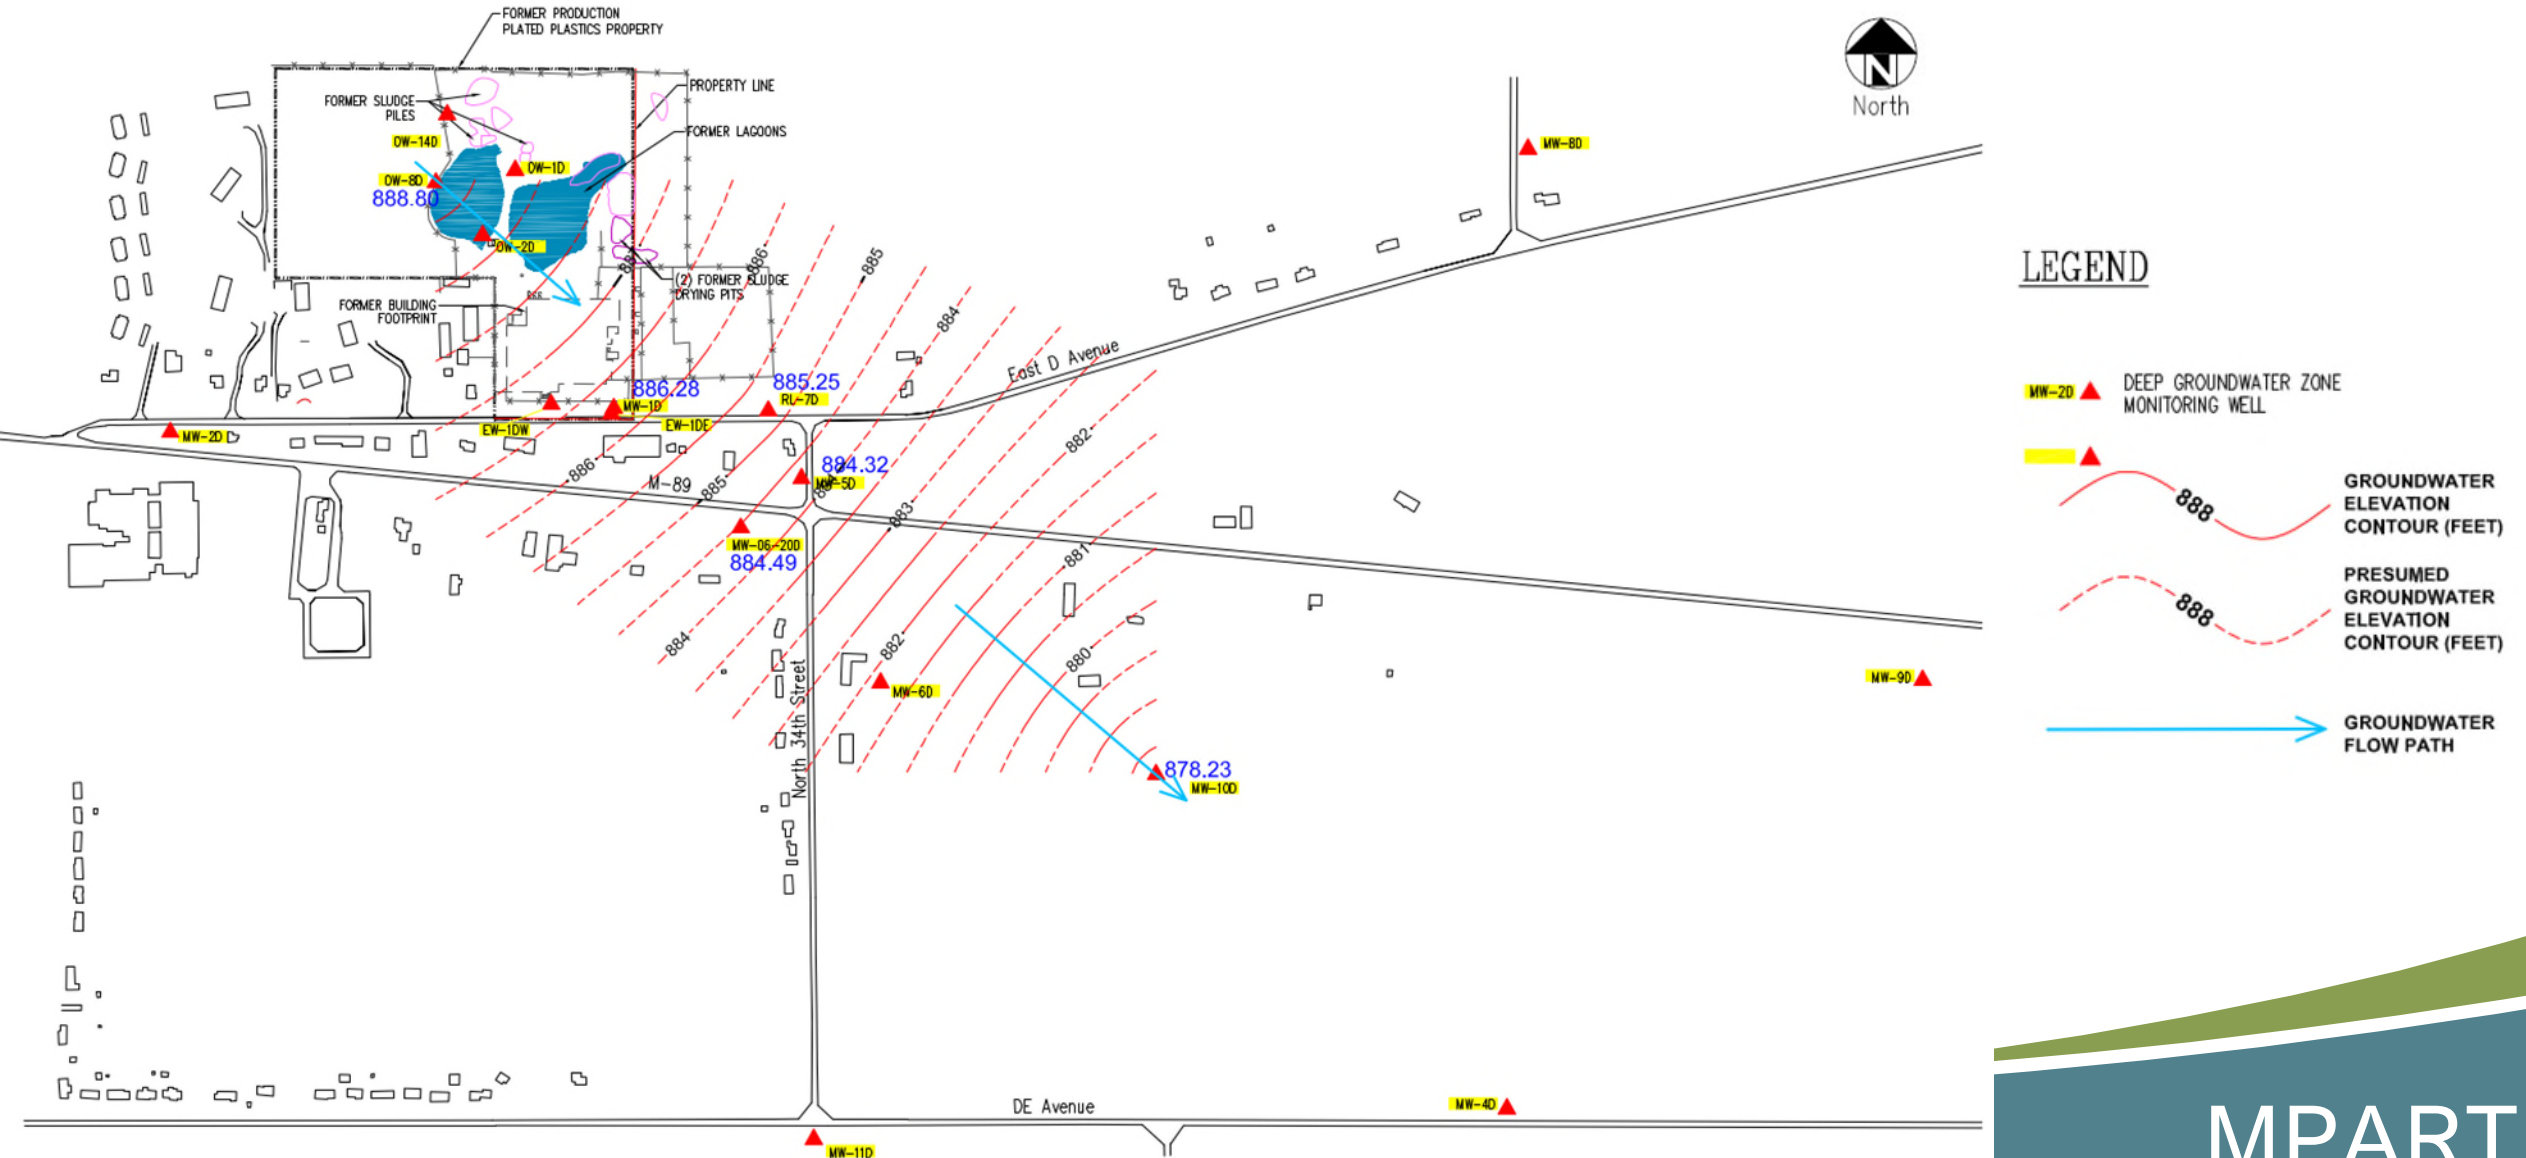 FORMER PRODUCTION
PLATED PLASTICS PROPERTY
North
N
FORMER SLUDGE
PILES
PROPERTY LINE
FORMER LAGOONS
OW-14D
OW-1D
OW-8D
888.80
OW-2D
MW-8D
886
885
884
(2) FORMER SLUDGE
DRYING PITS
FORMER BUILDING
FOOTPRINT
East D Avenue
886.28
885.25
RL-7D
MW-1D
EW-1DW
EW-1DE
MW-2D
886
M-89
885
884.32
MW-5D
882
883
MW-06-20D
884.49
881
884
882
880
MW-6D
North 34th Street
878.23
MW-10D
MW-9D
DE Avenue
MW-4D
MW-11D
LEGEND
MW-2D
DEEP GROUNDWATER ZONE
MONITORING WELL
888
GROUNDWATER
ELEVATION
CONTOUR (FEET)
888
PRESUMED
GROUNDWATER
ELEVATION
CONTOUR (FEET)
GROUNDWATER
FLOW PATH
MPART